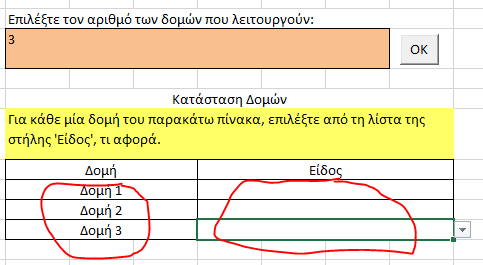 Επιλέξτε τον αριθμό των δομών που λειτουργούν:
3
OK
Κατάσταση Δομών
Για κάθε μία δομή του παρακάτω πίνακα, επιλέξτε από τη λίστα της
στήλης 'Είδος', τι αφορά.
Δομή Είδος
Δομή 1
Δομή 2
Δομή 3